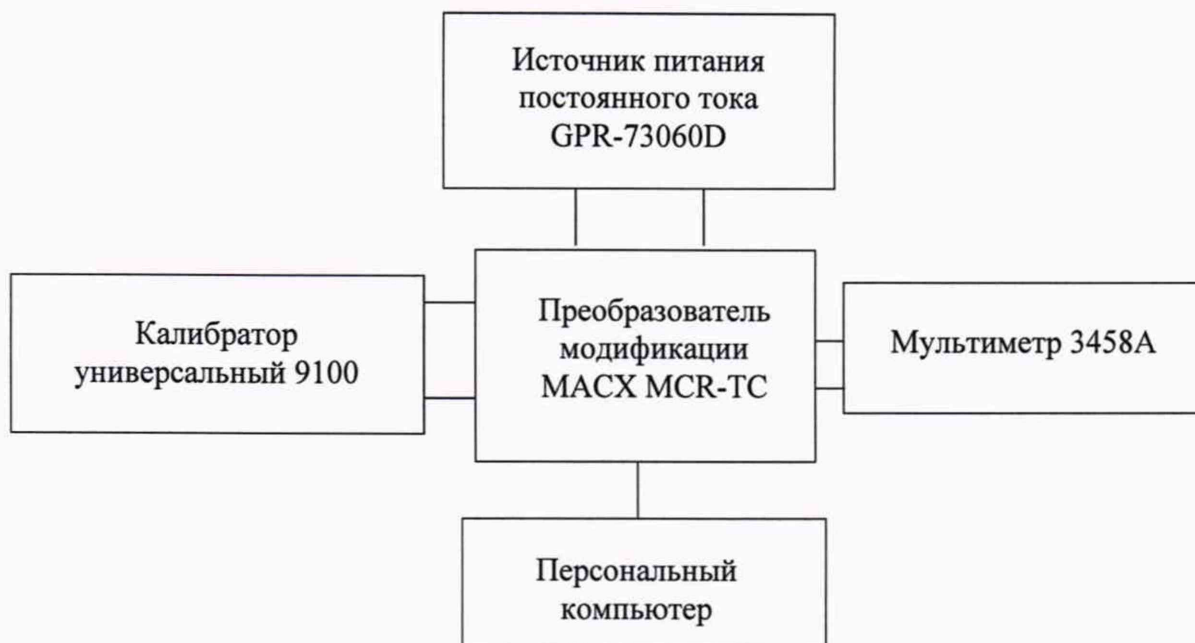 Источник питания
постоянного тока
GPR-73060D
Калибратор
универсальный 9100
Преобразователь
модификации
MACX MCR-TC
Мультиметр 3458А
Персональный
компьютер